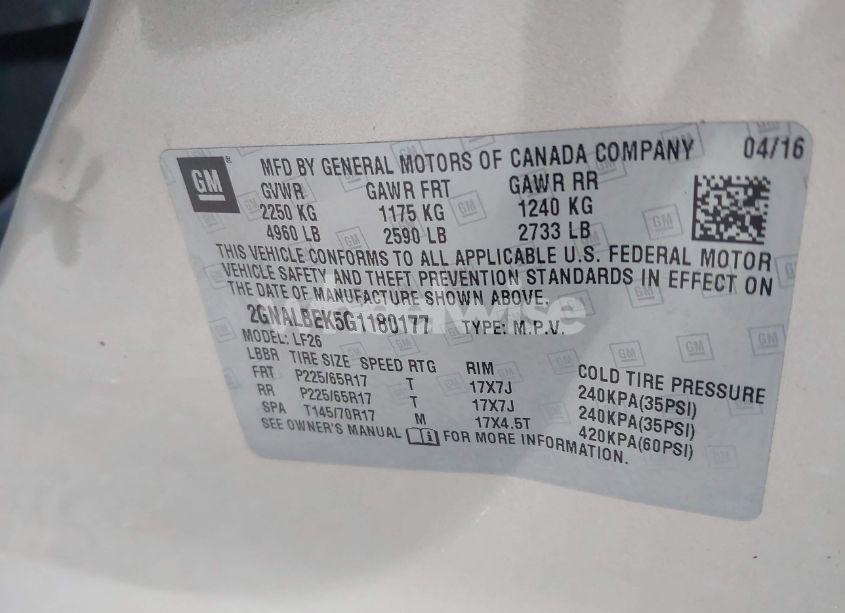 GM ® MFD BY GENERAL MOTORS OF CANADA COMPANY 04/16
GVWR GAWR FRT GAWR RR
2250 KG 1175 KG 1240 KG
4960 LB 2590 LB 2733 LB
THIS VEHICLE CONFORMS TO ALL APPLICABLE U.S. FEDERAL MOTOR
VEHICLE SAFETY AND THEFT PREVENTION STANDARDS IN EFFECT ON
THE DATE OF MANUFACTURE SHOWN ABOVE.
2GNALBEK5G1180177 TYPE: M.P.V.
MODEL: LF26
LBBR TIRE SIZE SPEED RTG RIM COLD TIRE PRESSURE
FRT P225/65R17 T 17X7J 240KPA(35PSI)
RR P225/65R17 T 17X7J 240KPA(35PSI)
SPA T145/70R17 M 17X4.5T 420KPA(60PSI)
SEE OWNER'S MANUAL FOR MORE INFORMATION.